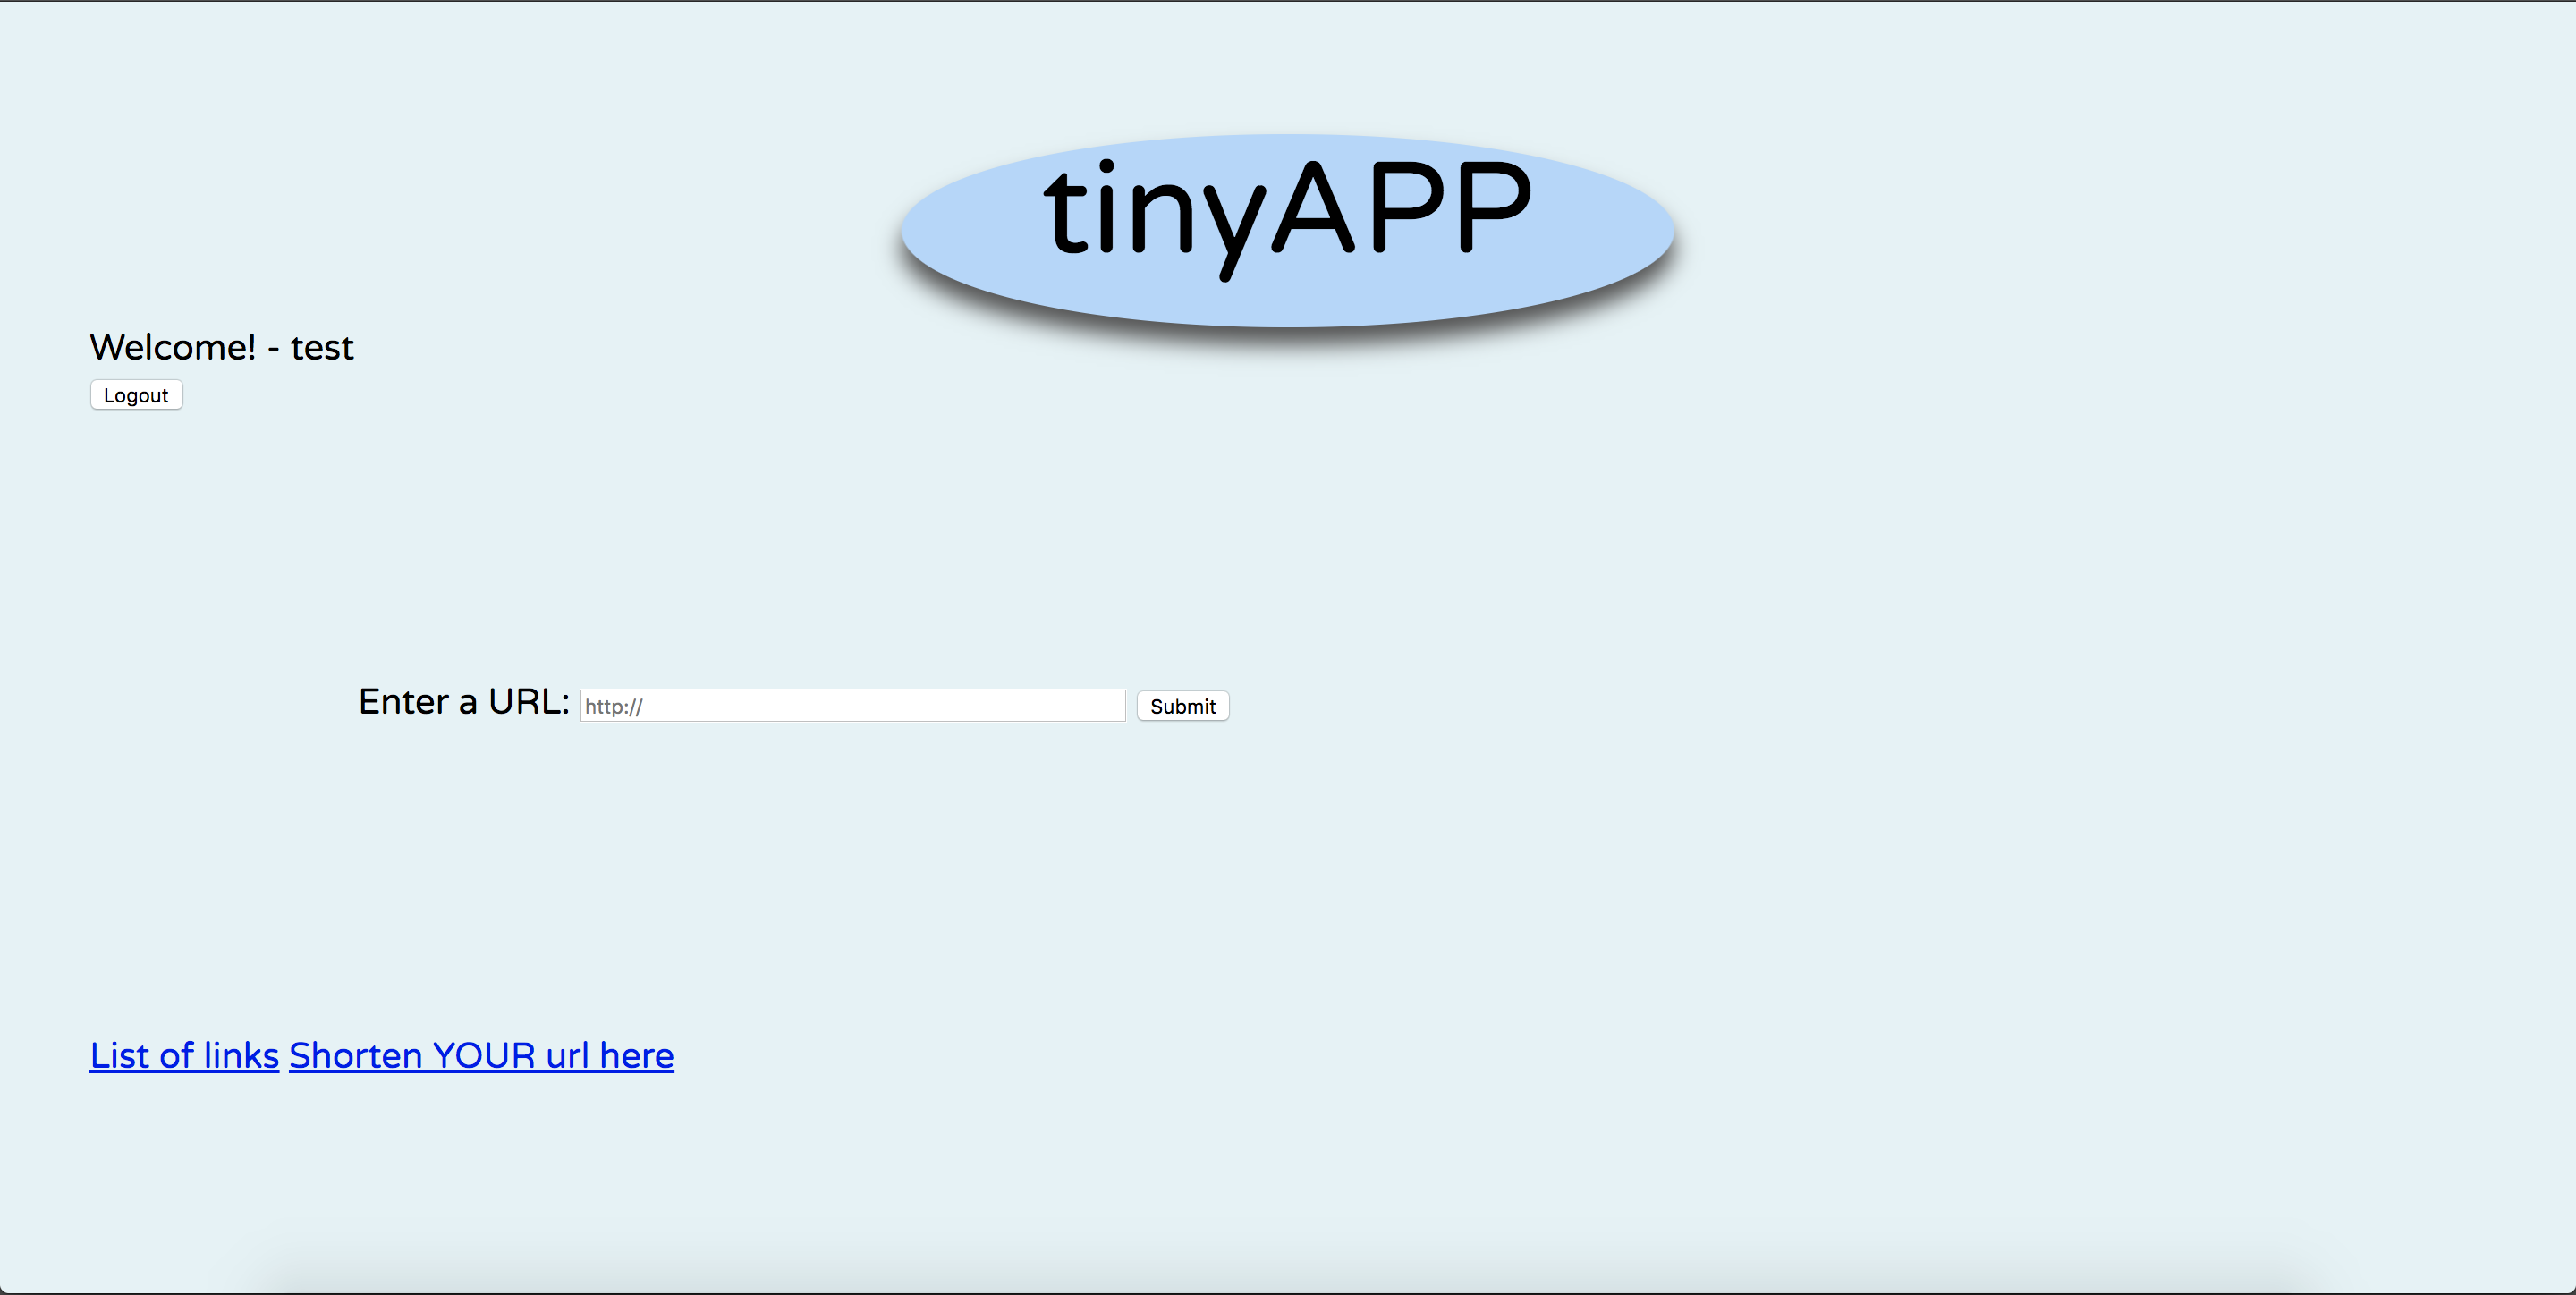 tinyAPP
Welcome! - test
Logout
Enter a URL: http:// Submit
List of links Shorten YOUR url here